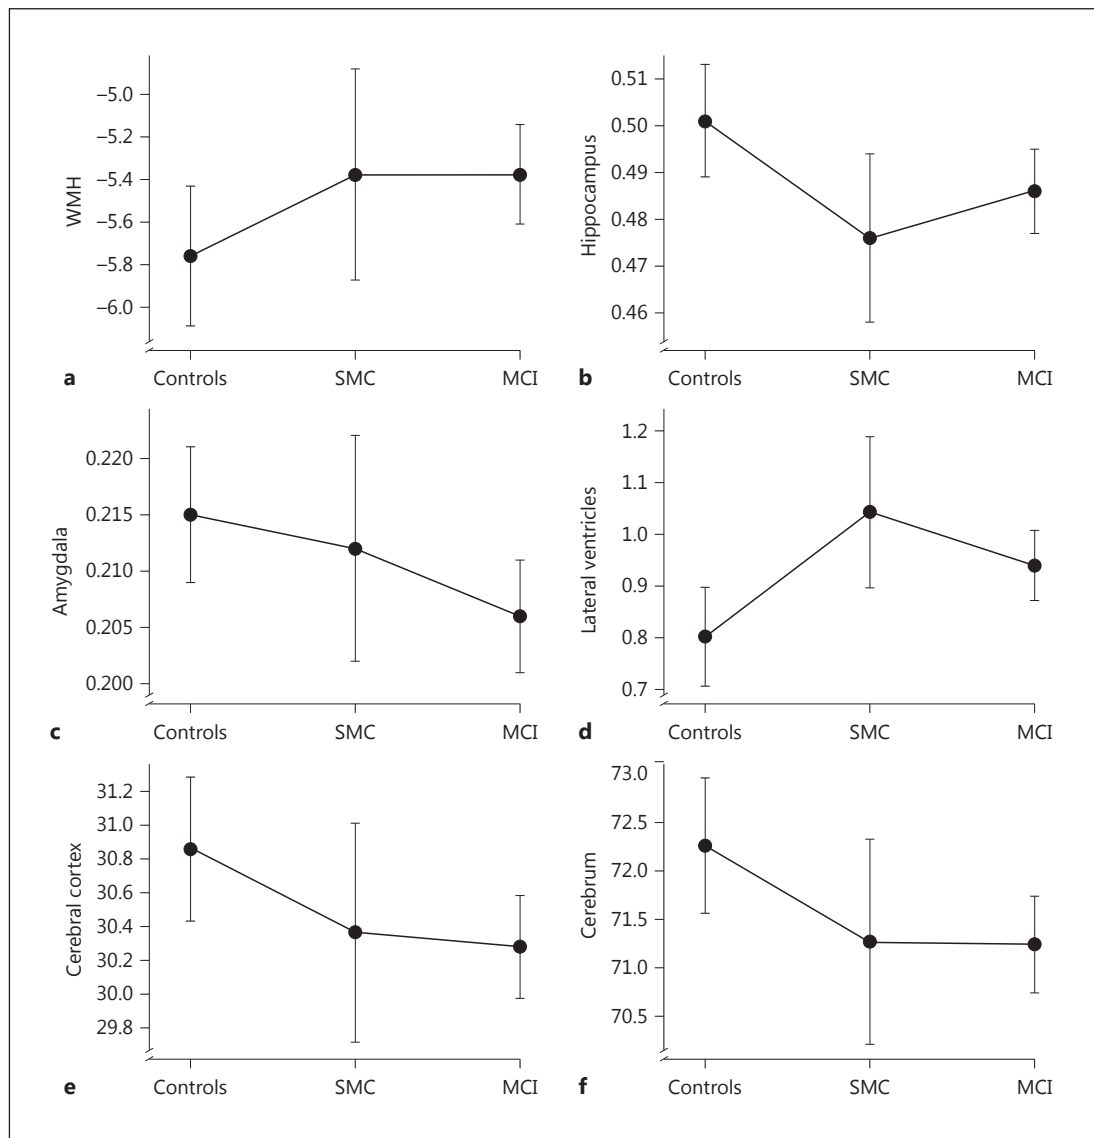 –5.0
–5.2
–5.4
–5.6
–5.8
–6.0
WMH
Controls SMC MCI
a
0.51
0.50
0.49
0.48
0.47
0.46
Hippocampus
Controls SMC MCI
b
0.220
0.215
0.210
0.205
0.200
Amygdala
Controls SMC MCI
c
1.2
1.1
1.0
0.9
0.8
0.7
Lateral ventricles
Controls SMC MCI
d
31.2
31.0
30.8
30.6
30.4
30.2
30.0
29.8
Cerebral cortex
Controls SMC MCI
e
73.0
72.5
72.0
71.5
71.0
70.5
Cerebrum
Controls SMC MCI
f